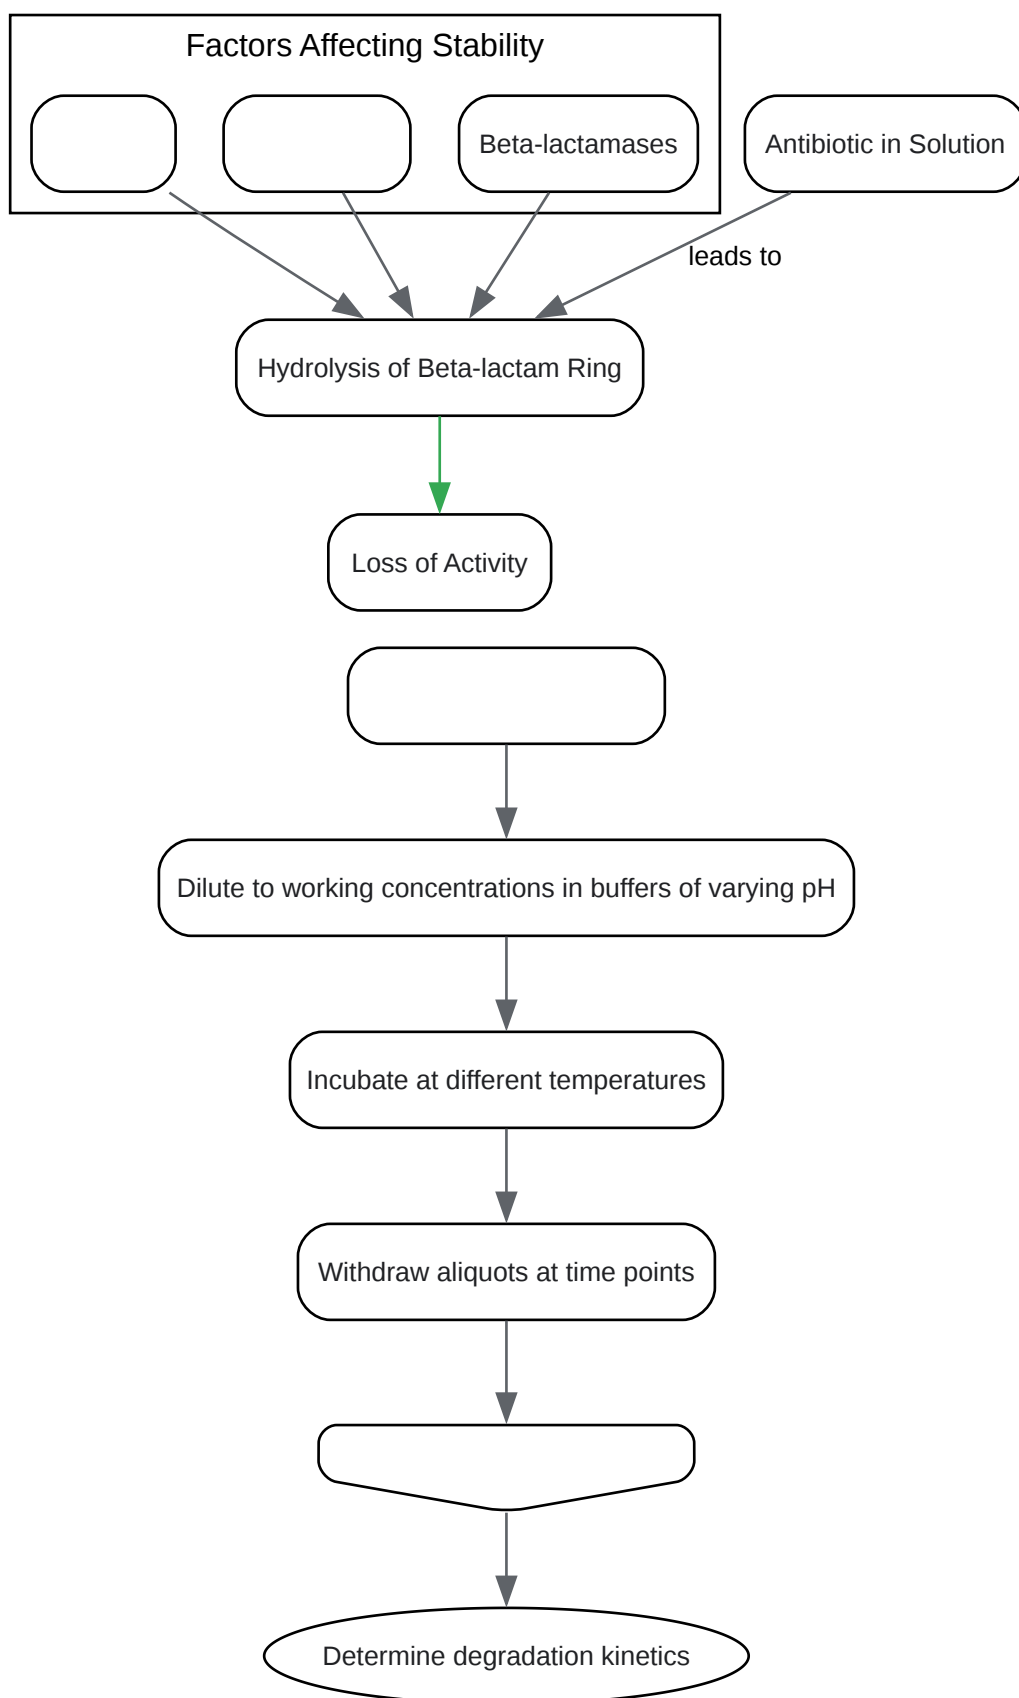 Factors Affecting Stability
Beta-lactamases
Antibiotic in Solution
leads to
Hydrolysis of Beta-lactam Ring
Loss of Activity
Dilute to working concentrations in buffers of varying pH
Incubate at different temperatures
Withdraw aliquots at time points
Determine degradation kinetics